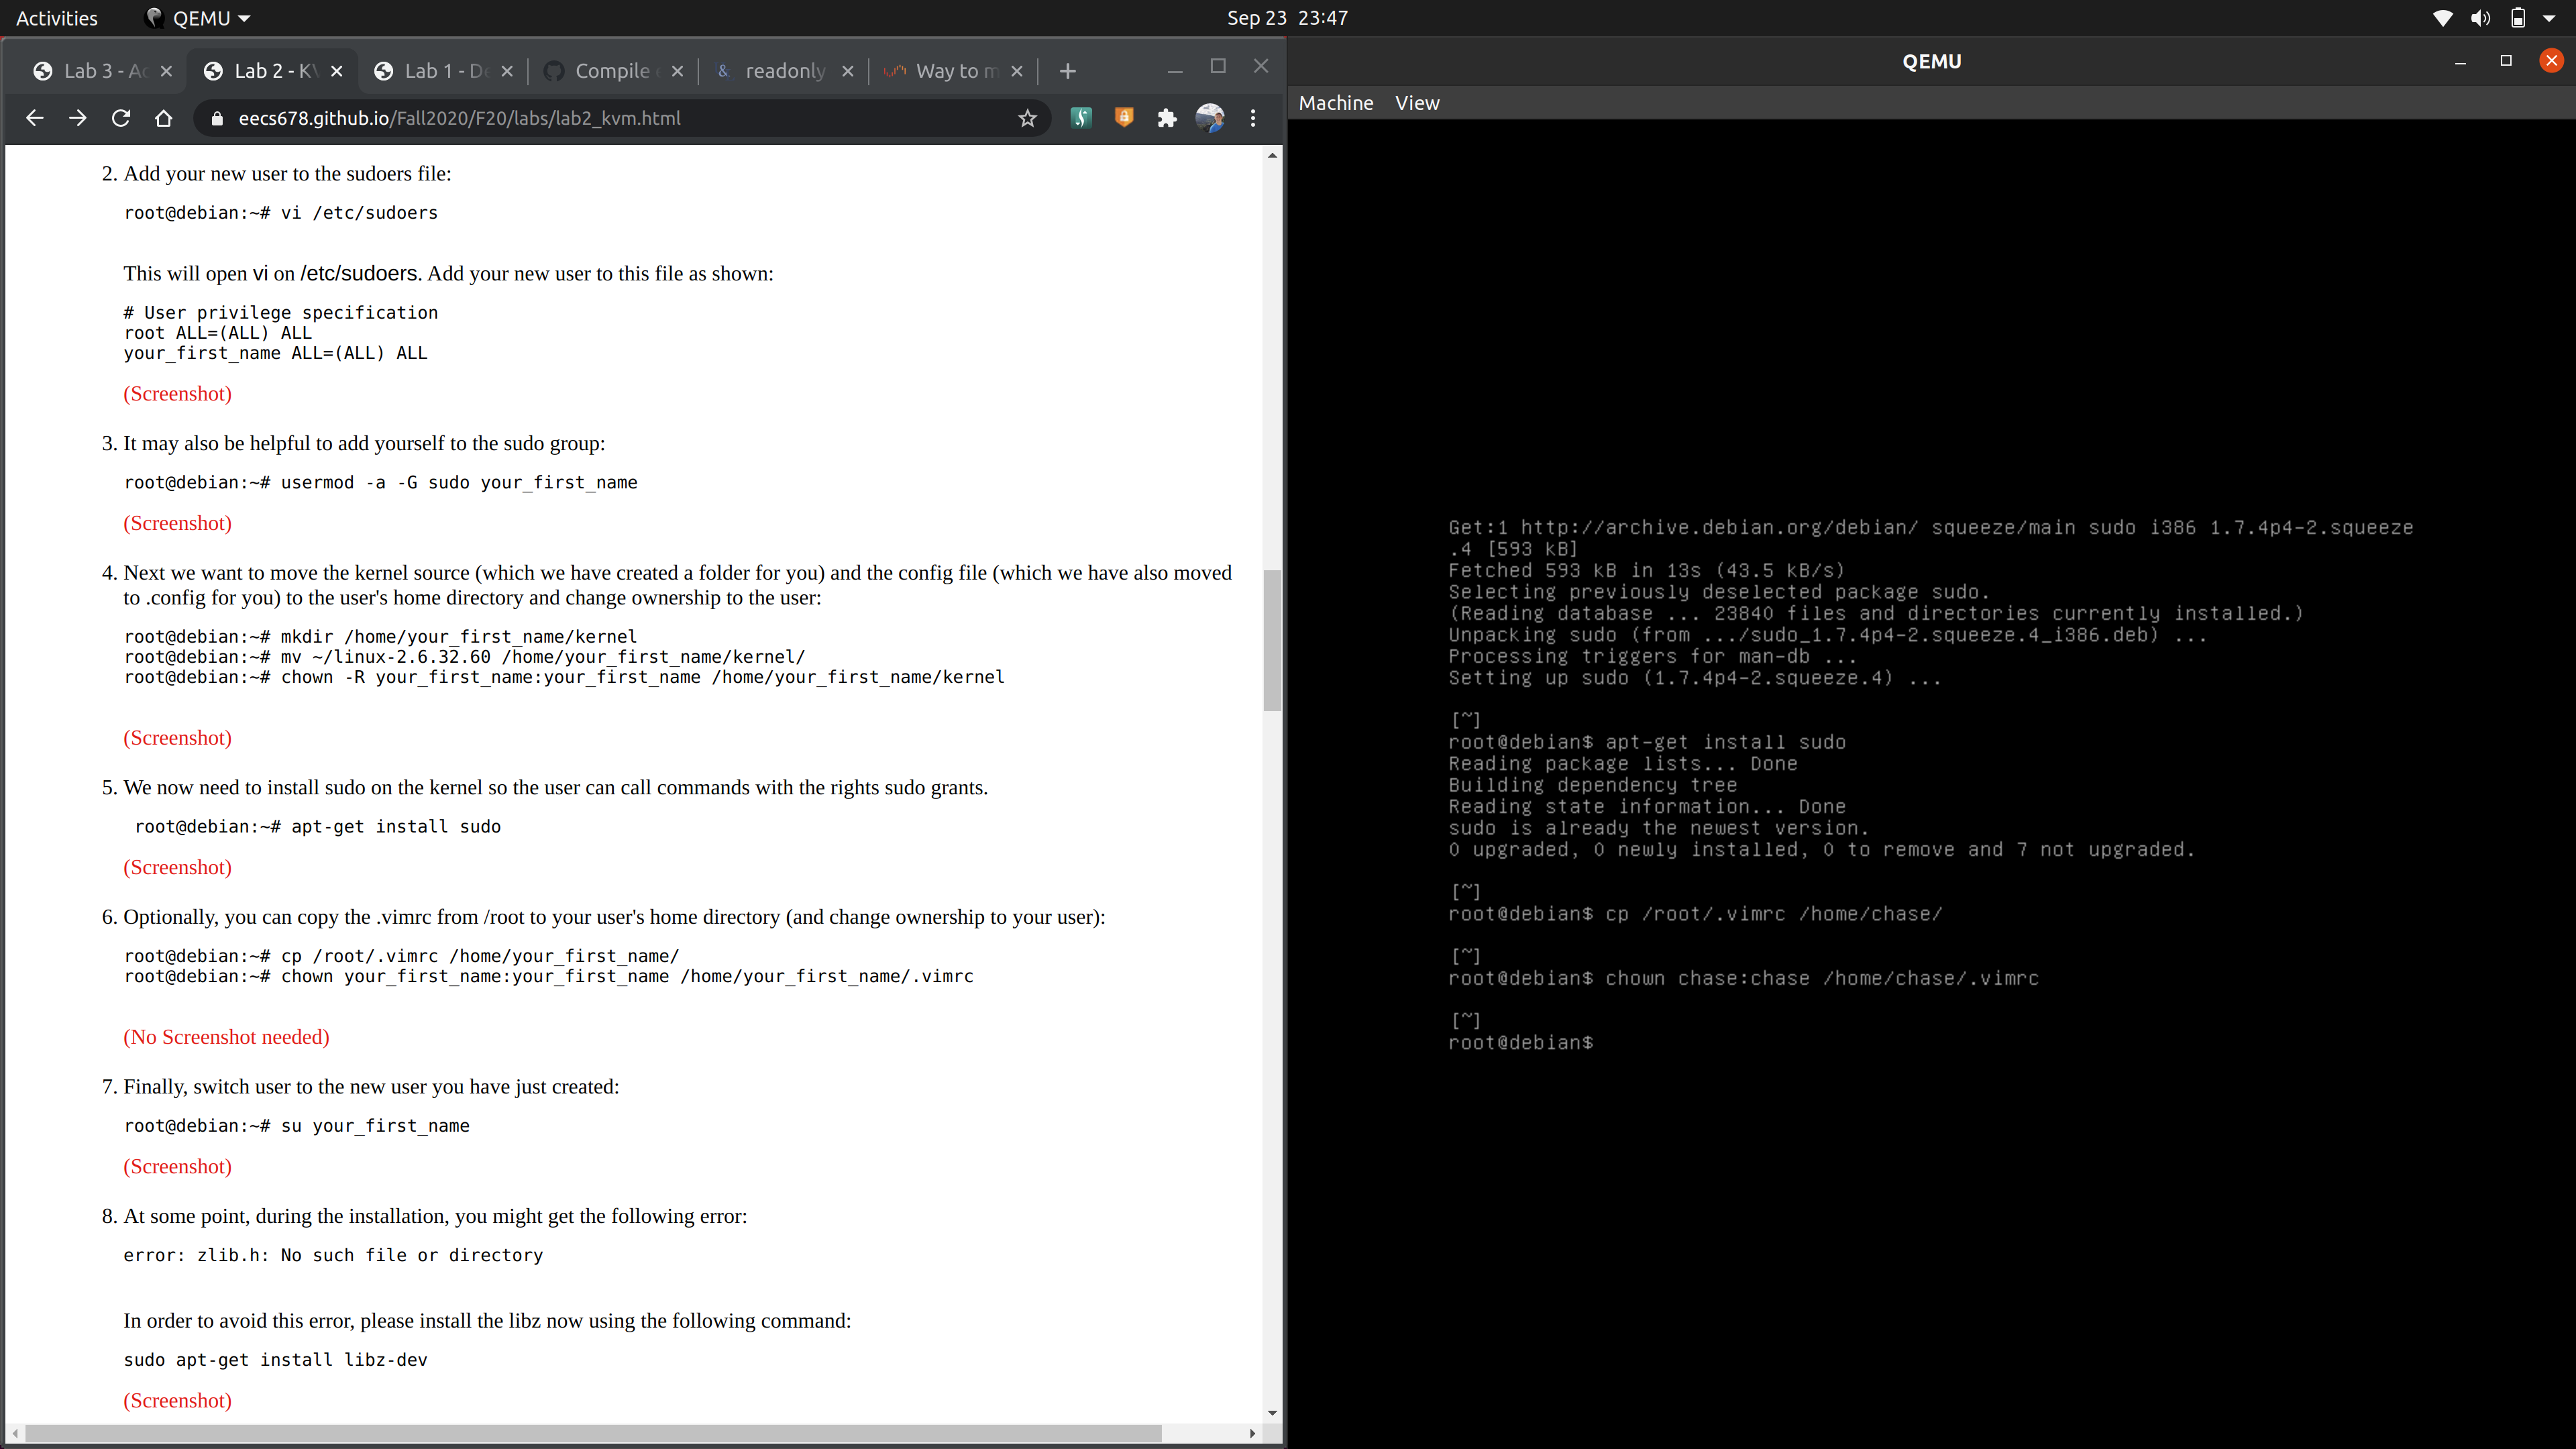 Activities QEMU Sep 23 23:47
Lab 3 - Ac
Lab 2 - KV
Lab 1 - De
Compile e
readonly
Way to m
eecs678.github.io/Fall2020/F20/labs/lab2_kvm.html
2. Add your new user to the sudoers file:
root@debian:~# vi /etc/sudoers
This will open vi on /etc/sudoers. Add your new user to this file as shown:
# User privilege specification
root ALL=(ALL) ALL
your_first_name ALL=(ALL) ALL
(Screenshot)
3. It may also be helpful to add yourself to the sudo group:
root@debian:~# usermod -a -G sudo your_first_name
(Screenshot)
4. Next we want to move the kernel source (which we have created a folder for you) and the config file (which we have also moved
to .config for you) to the user's home directory and change ownership to the user:
root@debian:~# mkdir /home/your_first_name/kernel
root@debian:~# mv ~/linux-2.6.32.60 /home/your_first_name/kernel/
root@debian:~# chown -R your_first_name:your_first_name /home/your_first_name/kernel
(Screenshot)
5. We now need to install sudo on the kernel so the user can call commands with the rights sudo grants.
root@debian:~# apt-get install sudo
(Screenshot)
6. Optionally, you can copy the .vimrc from /root to your user's home directory (and change ownership to your user):
root@debian:~# cp /root/.vimrc /home/your_first_name/
root@debian:~# chown your_first_name:your_first_name /home/your_first_name/.vimrc
(No Screenshot needed)
7. Finally, switch user to the new user you have just created:
root@debian:~# su your_first_name
(Screenshot)
8. At some point, during the installation, you might get the following error:
error: zlib.h: No such file or directory
In order to avoid this error, please install the libz now using the following command:
sudo apt-get install libz-dev
(Screenshot)
QEMU
Machine View
Get:1 http://archive.debian.org/debian/ squeeze/main sudo i386 1.7.4p4-2.squeeze
.4 [593 kB]
Fetched 593 kB in 13s (43.5 kB/s)
Selecting previously deselected package sudo.
(Reading database ... 23840 files and directories currently installed.)
Unpacking sudo (from .../sudo_1.7.4p4-2.squeeze.4_i386.deb) ...
Processing triggers for man-db ...
Setting up sudo (1.7.4p4-2.squeeze.4) ...
[~]
root@debian$ apt-get install sudo
Reading package lists... Done
Building dependency tree
Reading state information... Done
sudo is already the newest version.
0 upgraded, 0 newly installed, 0 to remove and 7 not upgraded.
[~]
root@debian$ cp /root/.vimrc /home/chase/
[~]
root@debian$ chown chase:chase /home/chase/.vimrc
[~]
root@debian$